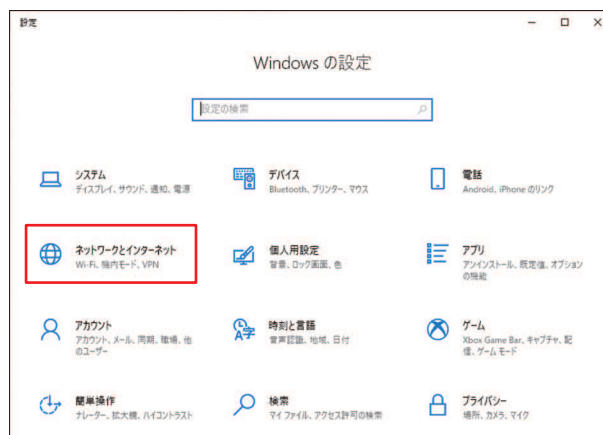 設定
Windows の設定
設定の検索
システム
ディスプレイ、サウンド、通知、電源
デバイス
Bluetooth、プリンター、マウス
電話
Android、iPhone のリンク
ネットワークとインターネット
Wi-Fi、機内モード、VPN
個人用設定
背景、ロック画面、色
アプリ
アンインストール、既定値、オプション
の機能
アカウント
アカウント、メール、同期、職場、他
のユーザー
時刻と言語
音声認識、地域、日付
ゲーム
Xbox Game Bar、キャプチャ、配
信、ゲーム モード
簡単操作
ナレーター、拡大鏡、ハイコントラスト
検索
マイ ファイル、アクセス許可の検索
プライバシー
場所、カメラ、マイク